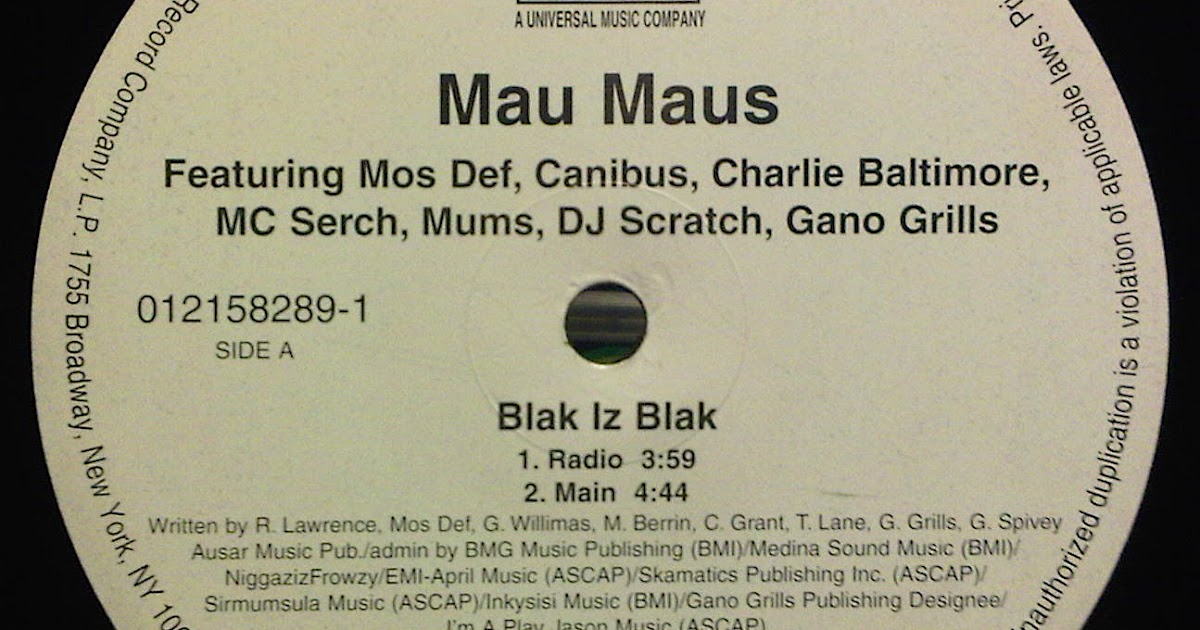 A UNIVERSAL MUSIC COMPANY
Mau Maus
Featuring Mos Def, Canibus, Charlie Baltimore,
MC Serch, Mums, DJ Scratch, Gano Grills
012158289-1
SIDE A
Blak Iz Blak
1. Radio 3:59
2. Main 4:44
Written by R. Lawrence, Mos Def, G. Willimas, M. Berrin, C. Grant, T. Lane, G. Grills, G. Spivey
Ausar Music Pub./admin by BMG Music Publishing (BMI)/Medina Sound Music (BMI)/
NiggazizFrowzy/EMI-April Music (ASCAP)/Skamatics Publishing Inc. (ASCAP)/
Sirmumsula Music (ASCAP)/Inkysisi Music (BMI)/Gano Grills Publishing Designee/
I'm A Play Jason Music (ASCAP)
Record Company, L.P. 1755 Broadway, New York, NY
duplication is a violation of applicable laws.